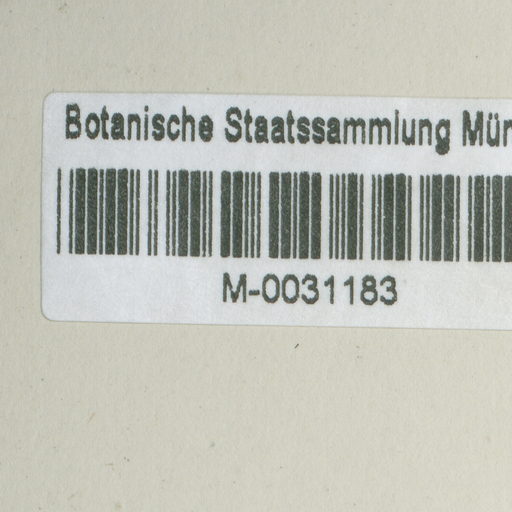 Botanische Staatssammlung Mün
M-0031183